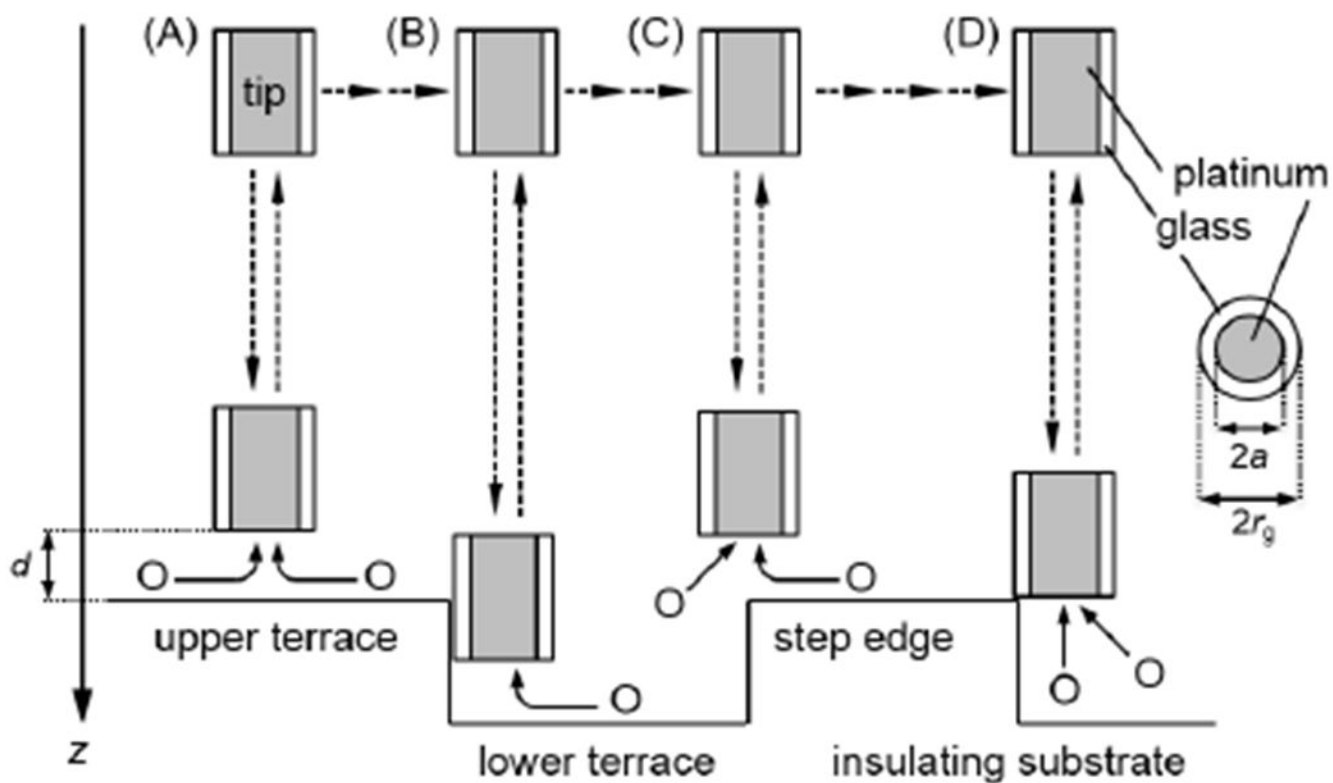 (A) (B) (C) (D)
tip
platinum
glass
2a
2rg
d
upper terrace
step edge
lower terrace
insulating substrate
z